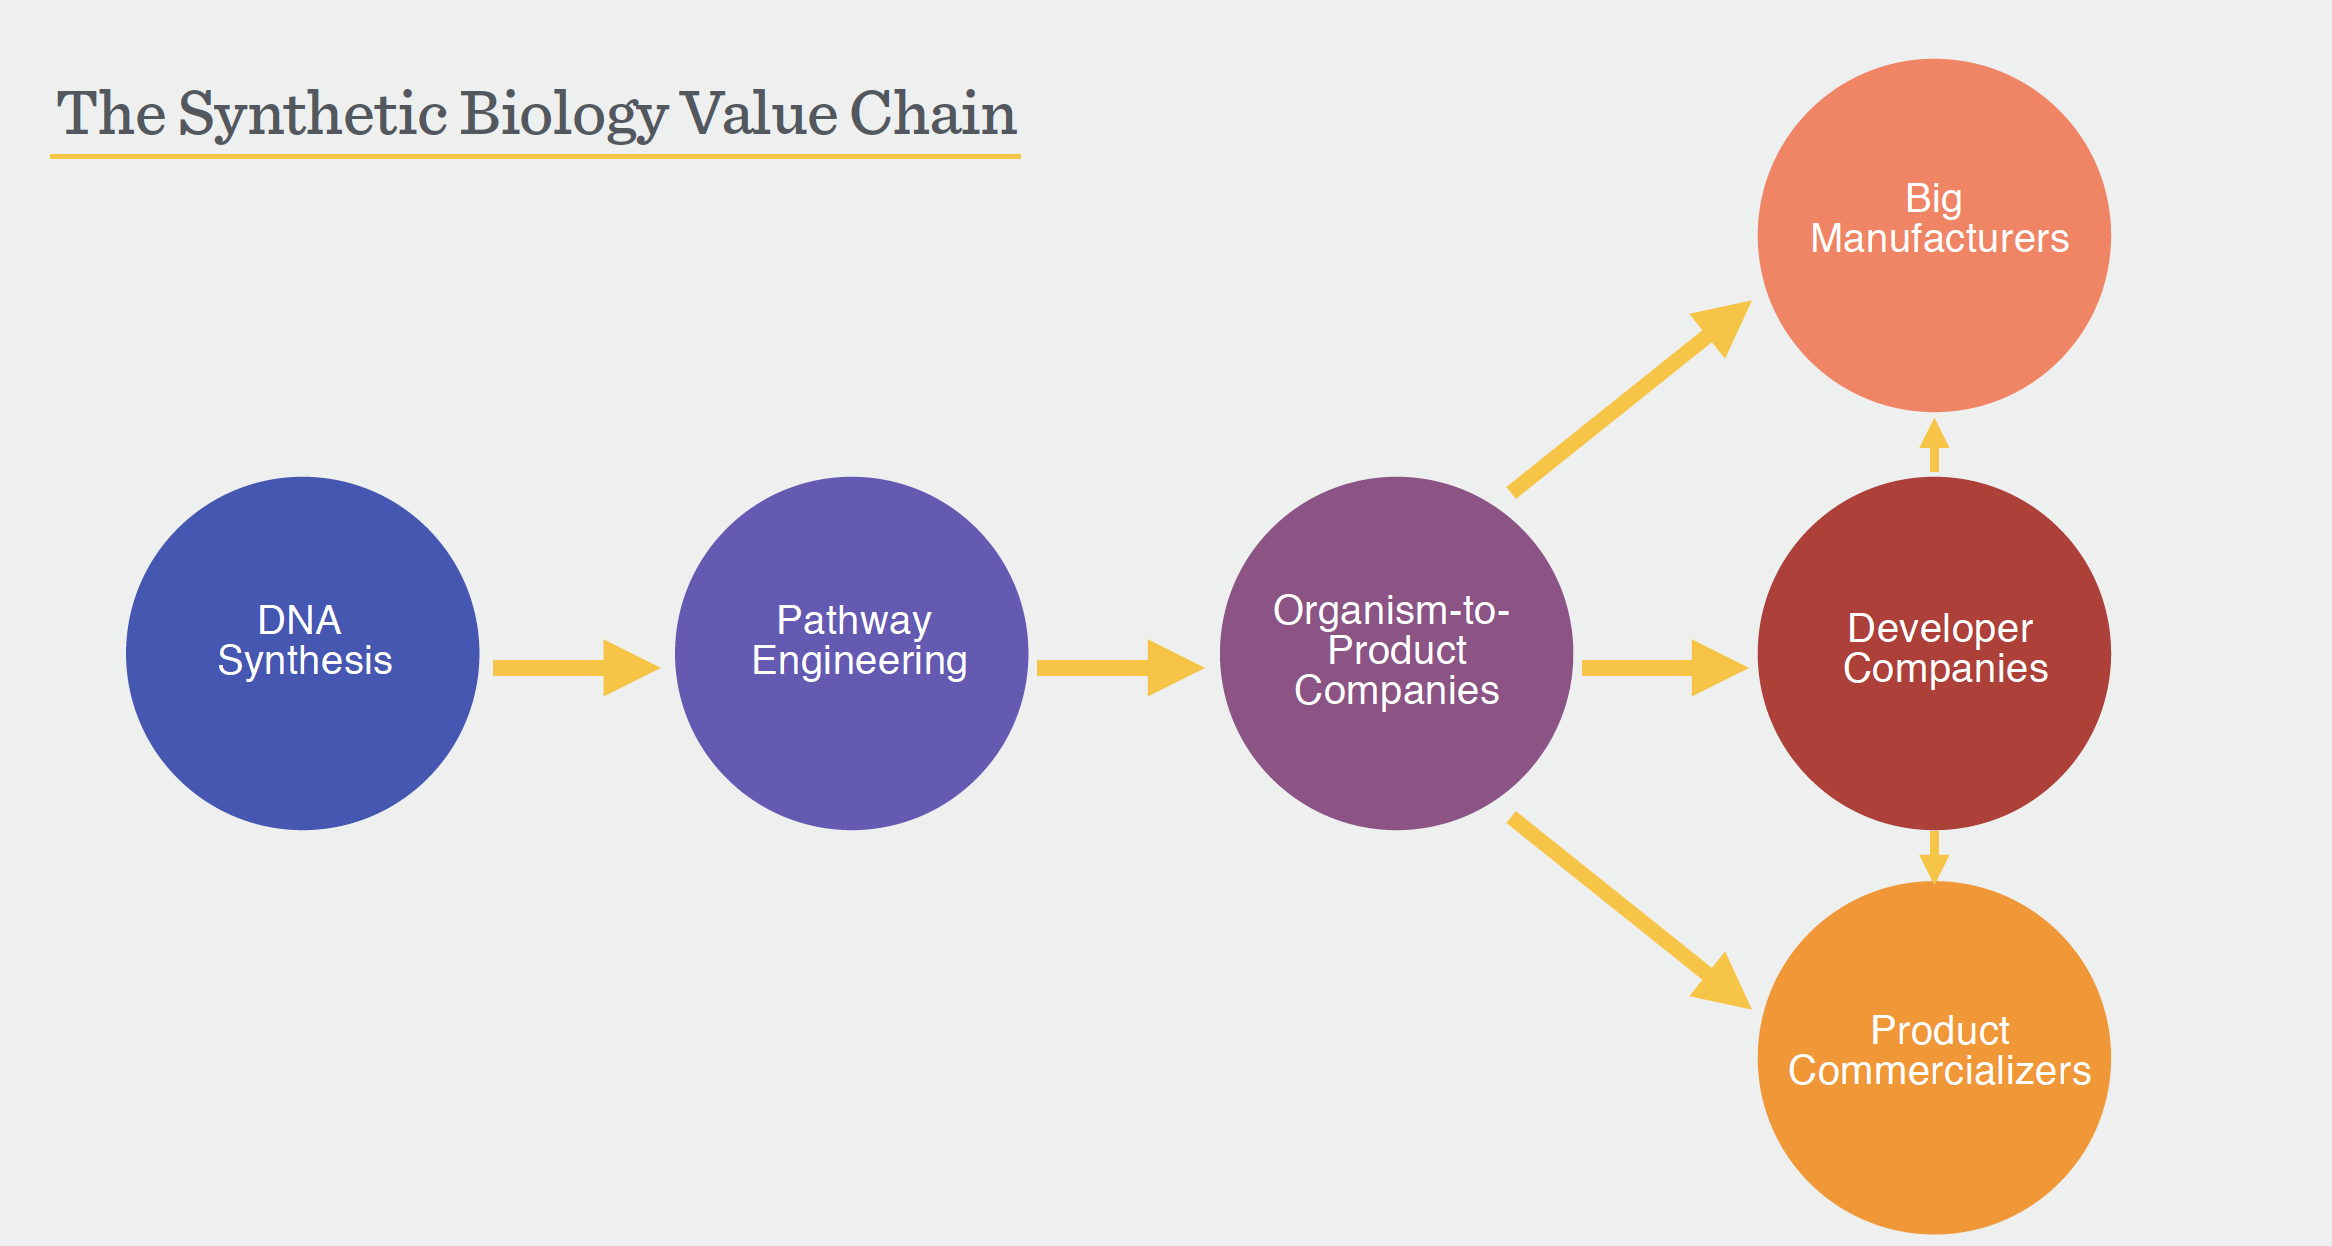 The Synthetic Biology Value Chain
DNA
Synthesis
Pathway
Engineering
Organism-to-
Product
Companies
Big
Manufacturers
Developer
Companies
Product
Commercializers